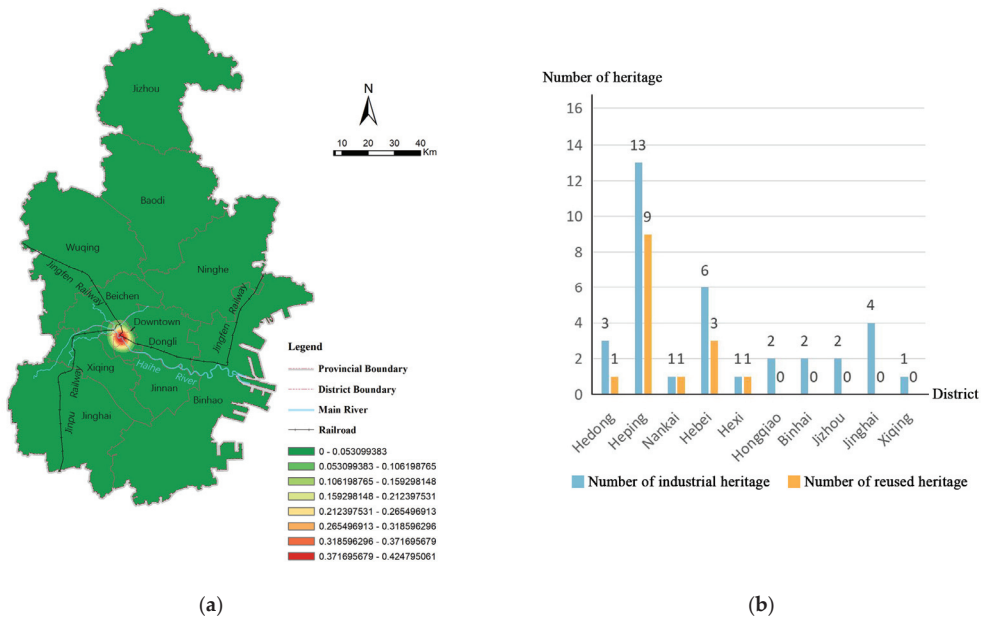 Jizhou
N
10 20 30 40
Km
Baodi
Wuqing
Ninghe
Jingfen Railway
Beichen
Downtown
Dongli
Jingfen Railway
Xiqing
Haihe River
Jinnan
Binhao
Jinpu Railway
Jinghai
Legend
Provincial Boundary
District Boundary
Main River
Railroad
0 - 0.053099383
0.053099383 - 0.106198765
0.106198765 - 0.159298148
0.159298148 - 0.212397531
0.212397531 - 0.265496913
0.265496913 - 0.318596296
0.318596296 - 0.371695679
0.371695679 - 0.424795061
(a)
Number of heritage
16
14
12
10
8
6
4
2
0
3
1
13
9
1
1
6
3
1
1
2
0
2
0
2
0
4
0
1
0
District
Hedong
Heping
Nankai
Hebei
Hexi
Hongqiao
Binhai
Jizhou
Jinghai
Xiqing
Number of industrial heritage
Number of reused heritage
(b)